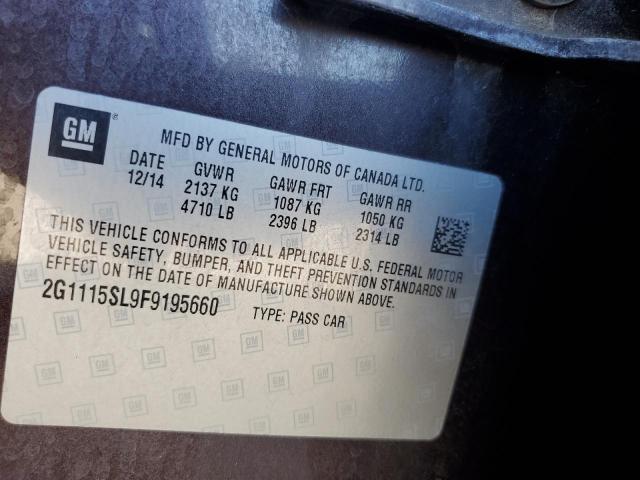 GM
MFD BY GENERAL MOTORS OF CANADA LTD.
DATE GVWR GAWR FRT GAWR RR
12/14 2137 KG 1087 KG 1050 KG
4710 LB 2396 LB 2314 LB
THIS VEHICLE CONFORMS TO ALL APPLICABLE U.S. FEDERAL MOTOR
VEHICLE SAFETY, BUMPER, AND THEFT PREVENTION STANDARDS IN
EFFECT ON THE DATE OF MANUFACTURE SHOWN ABOVE.
2G1115SL9F9195660 TYPE: PASS CAR